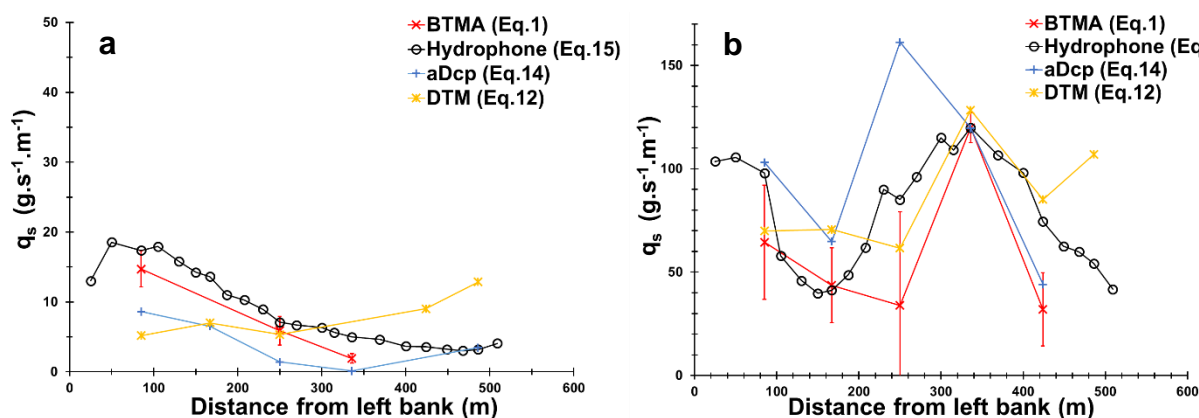 a
BTMA (Eq.1)
Hydrophone (Eq.15)
aDcp (Eq.14)
DTM (Eq.12)
qs (g.s-1.m-1)
50
40
30
20
10
0
0 100 200 300 400 500 600
Distance from left bank (m)
b
BTMA (Eq.1)
Hydrophone (Eq.
aDcp (Eq.14)
DTM (Eq.12)
qs (g.s-1.m-1)
150
100
50
0
0 100 200 300 400 500 600
Distance from left bank (m)